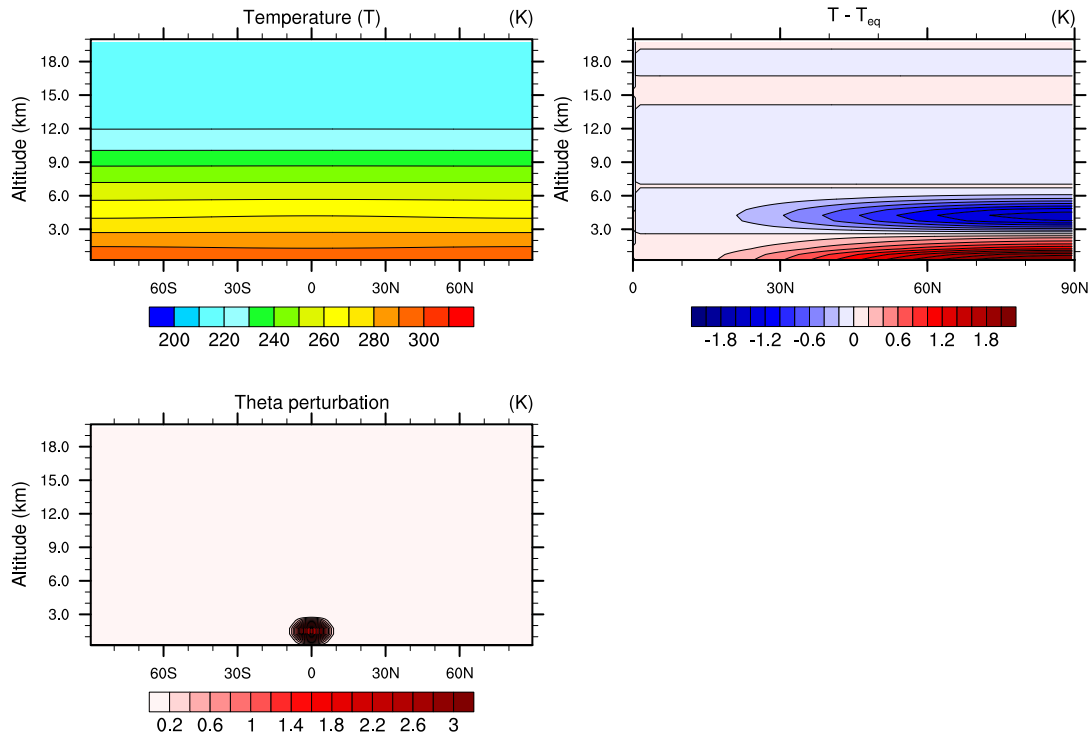 Temperature (T) (K)
Altitude (km)
18.0
15.0
12.0
9.0
6.0
3.0
60S 30S 0 30N 60N
200 220 240 260 280 300
T - Teq (K)
Altitude (km)
18.0
15.0
12.0
9.0
6.0
3.0
0 30N 60N 90N
-1.8 -1.2 -0.6 0 0.6 1.2 1.8
Theta perturbation (K)
Altitude (km)
18.0
15.0
12.0
9.0
6.0
3.0
60S 30S 0 30N 60N
0.2 0.6 1 1.4 1.8 2.2 2.6 3